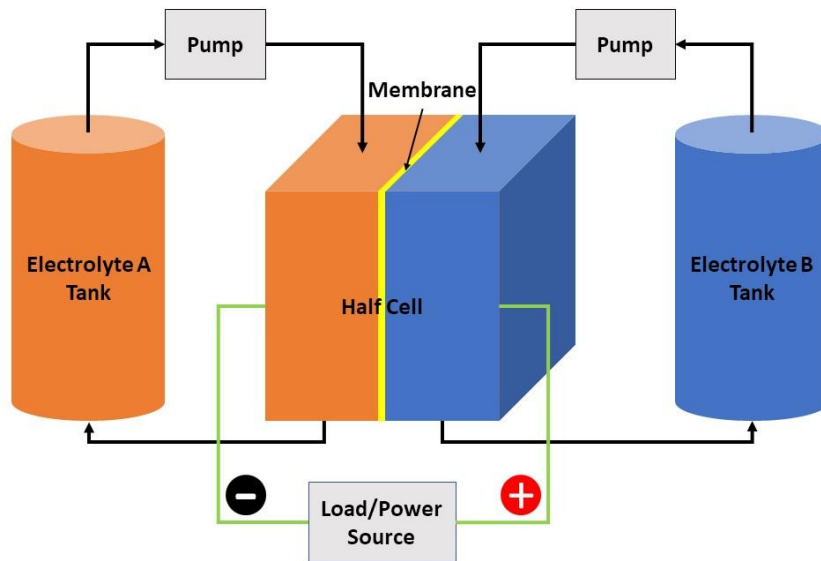 Pump
Pump
Membrane
Electrolyte A
Tank
Electrolyte B
Tank
Half Cell
Load/Power
Source